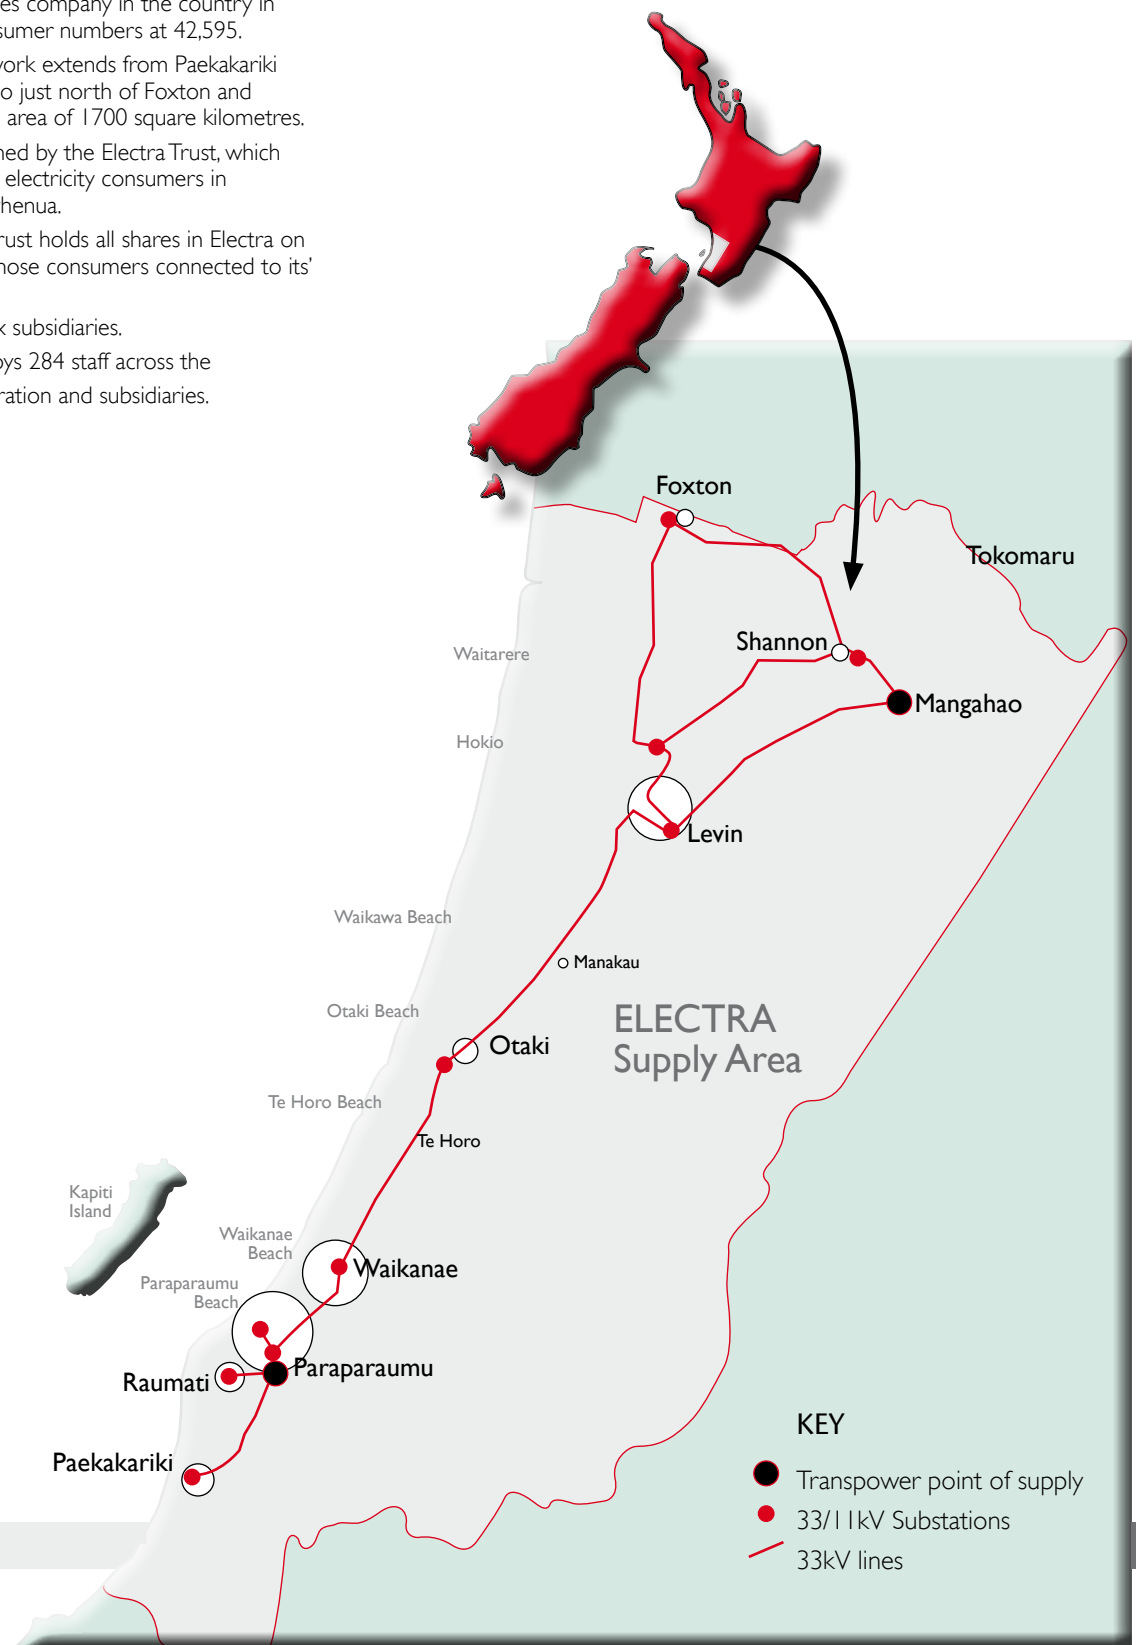 es company in the country in
sumer numbers at 42,595.
work extends from Paekakariki
o just north of Foxton and
area of 1700 square kilometres.
ned by the Electra Trust, which
electricity consumers in
henua.
rust holds all shares in Electra on
hose consumers connected to its’
x subsidiaries.
oys 284 staff across the
ration and subsidiaries.
Foxton
Tokomaru
Shannon
Waitarere
Mangahao
Hokio
Levin
Waikawa Beach
Manakau
Otaki Beach
ELECTRA
Supply Area
Otaki
Te Horo Beach
Te Horo
Kapiti
Island
Waikanae
Beach
Waikanae
Paraparaumu
Beach
Paraparaumu
Raumati
Paekakariki
KEY
Transpower point of supply
33/11kV Substations
33kV lines